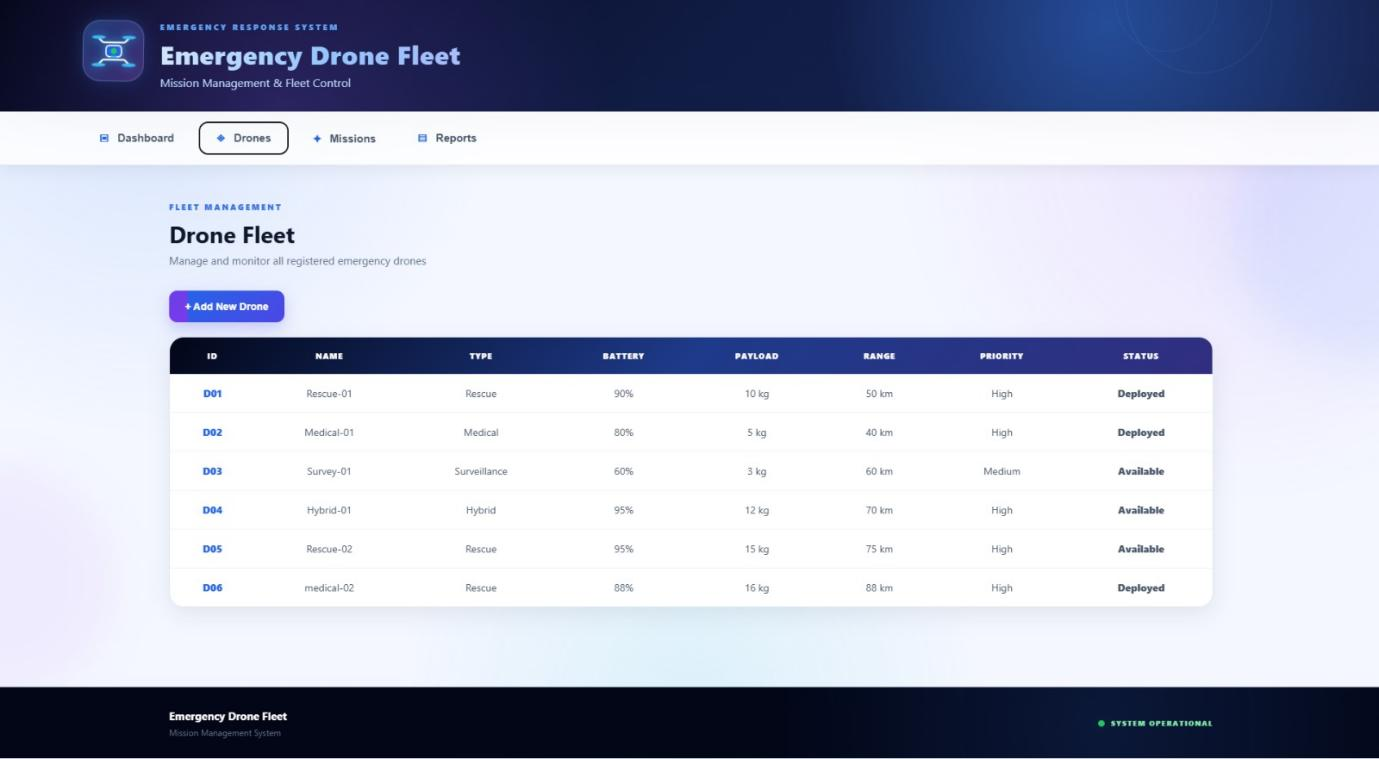 EMERGENCY RESPONSE SYSTEM
Emergency Drone Fleet
Mission Management & Fleet Control
Dashboard Drones Missions Reports
FLEET MANAGEMENT
Drone Fleet
Manage and monitor all registered emergency drones
+ Add New Drone
ID NAME TYPE BATTERY PAYLOAD RANGE PRIORITY STATUS
D01 Rescue-01 Rescue 90% 10 kg 50 km High Deployed
D02 Medical-01 Medical 80% 5 kg 40 km High Deployed
D03 Survey-01 Surveillance 60% 3 kg 60 km Medium Available
D04 Hybrid-01 Hybrid 95% 12 kg 70 km High Available
D05 Rescue-02 Rescue 95% 15 kg 75 km High Available
D06 medical-02 Rescue 88% 16 kg 88 km High Deployed
Emergency Drone Fleet
Mission Management System
SYSTEM OPERATIONAL